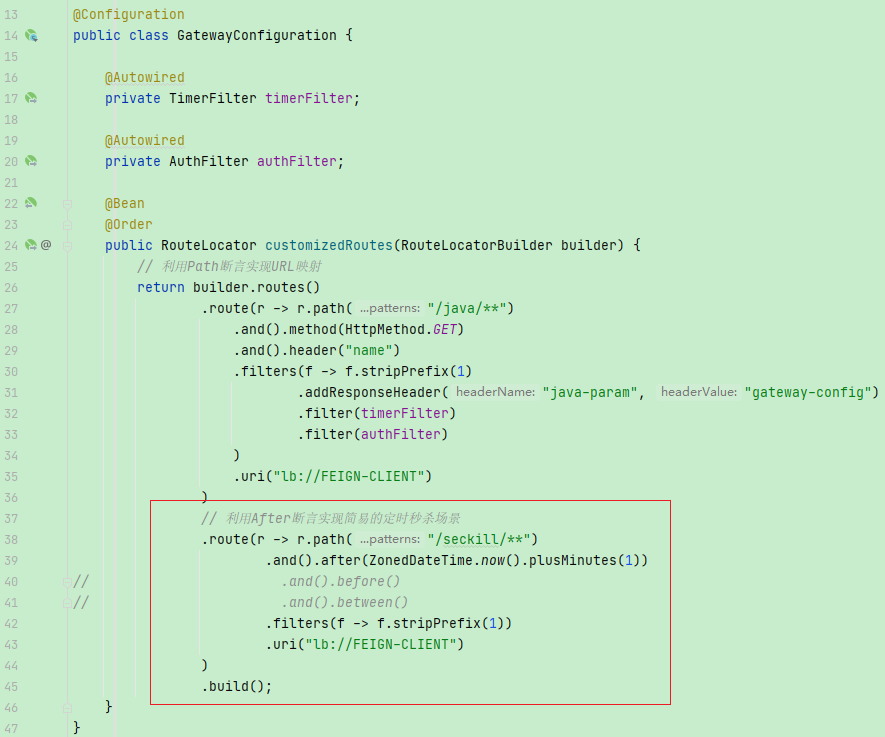 13 @Configuration
14 public class GatewayConfiguration {
15
16 @Autowired
17 private TimerFilter timerFilter;
18
19 @Autowired
20 private AuthFilter authFilter;
21
22 @Bean
23 @Order
24 @ public RouteLocator customizedRoutes(RouteLocatorBuilder builder) {
25 // 利用Path断言实现URL映射
26 return builder.routes()
27 .route(r -> r.path( ...patterns: "/java/**")
28 .and().method(HttpMethod.GET)
29 .and().header("name")
30 .filters(f -> f.stripPrefix(1)
31 .addResponseHeader( headerName: "java-param", headerValue: "gateway-config")
32 .filter(timerFilter)
33 .filter(authFilter)
34 )
35 .uri("lb://FEIGN-CLIENT")
36 )
37 // 利用After断言实现简易的定时秒杀场景
38 .route(r -> r.path( ...patterns: "/seckill/**")
39 .and().after(ZonedDateTime.now().plusMinutes(1))
40 // .and().before()
41 // .and().between()
42 .filters(f -> f.stripPrefix(1))
43 .uri("lb://FEIGN-CLIENT")
44 )
45 .build();
46 }
47 }